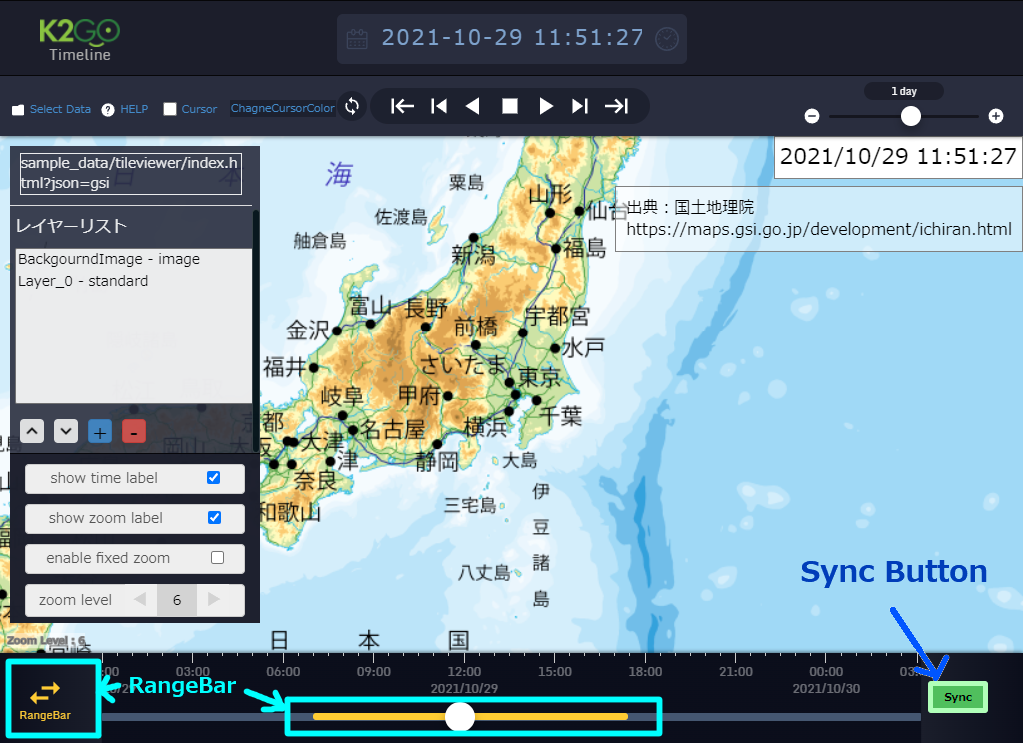 K2GO
Timeline
2021-10-29 11:51:27
Select Data
HELP
Cursor
ChagneCursorColor
1 day
sample_data/tileviewer/index.h
tml?json=gsi
レイヤーリスト
BackgourndImage - image
Layer_0 - standard
+
-
show time label
show zoom label
enable fixed zoom
zoom level
6
Zoom Level : 6
2021/10/29 11:51:27
出典：国土地理院
https://maps.gsi.go.jp/development/ichiran.html
海
粟島
佐渡島
舳倉島
山形
仙台
新潟
福島
富山
長野
金沢
前橋
宇都宮
水戸
福井
さいたま
東京
岐阜
甲府
千葉
京都
名古屋
横浜
大津
津
静岡
大島
岡山
奈良
和歌山
三宅島
伊
豆
諸
島
八丈島
日
本
国
Sync Button
RangeBar
RangeBar
03:00
06:00
09:00
12:00
15:00
18:00
21:00
00:00
2021/10/29
2021/10/30
Sync